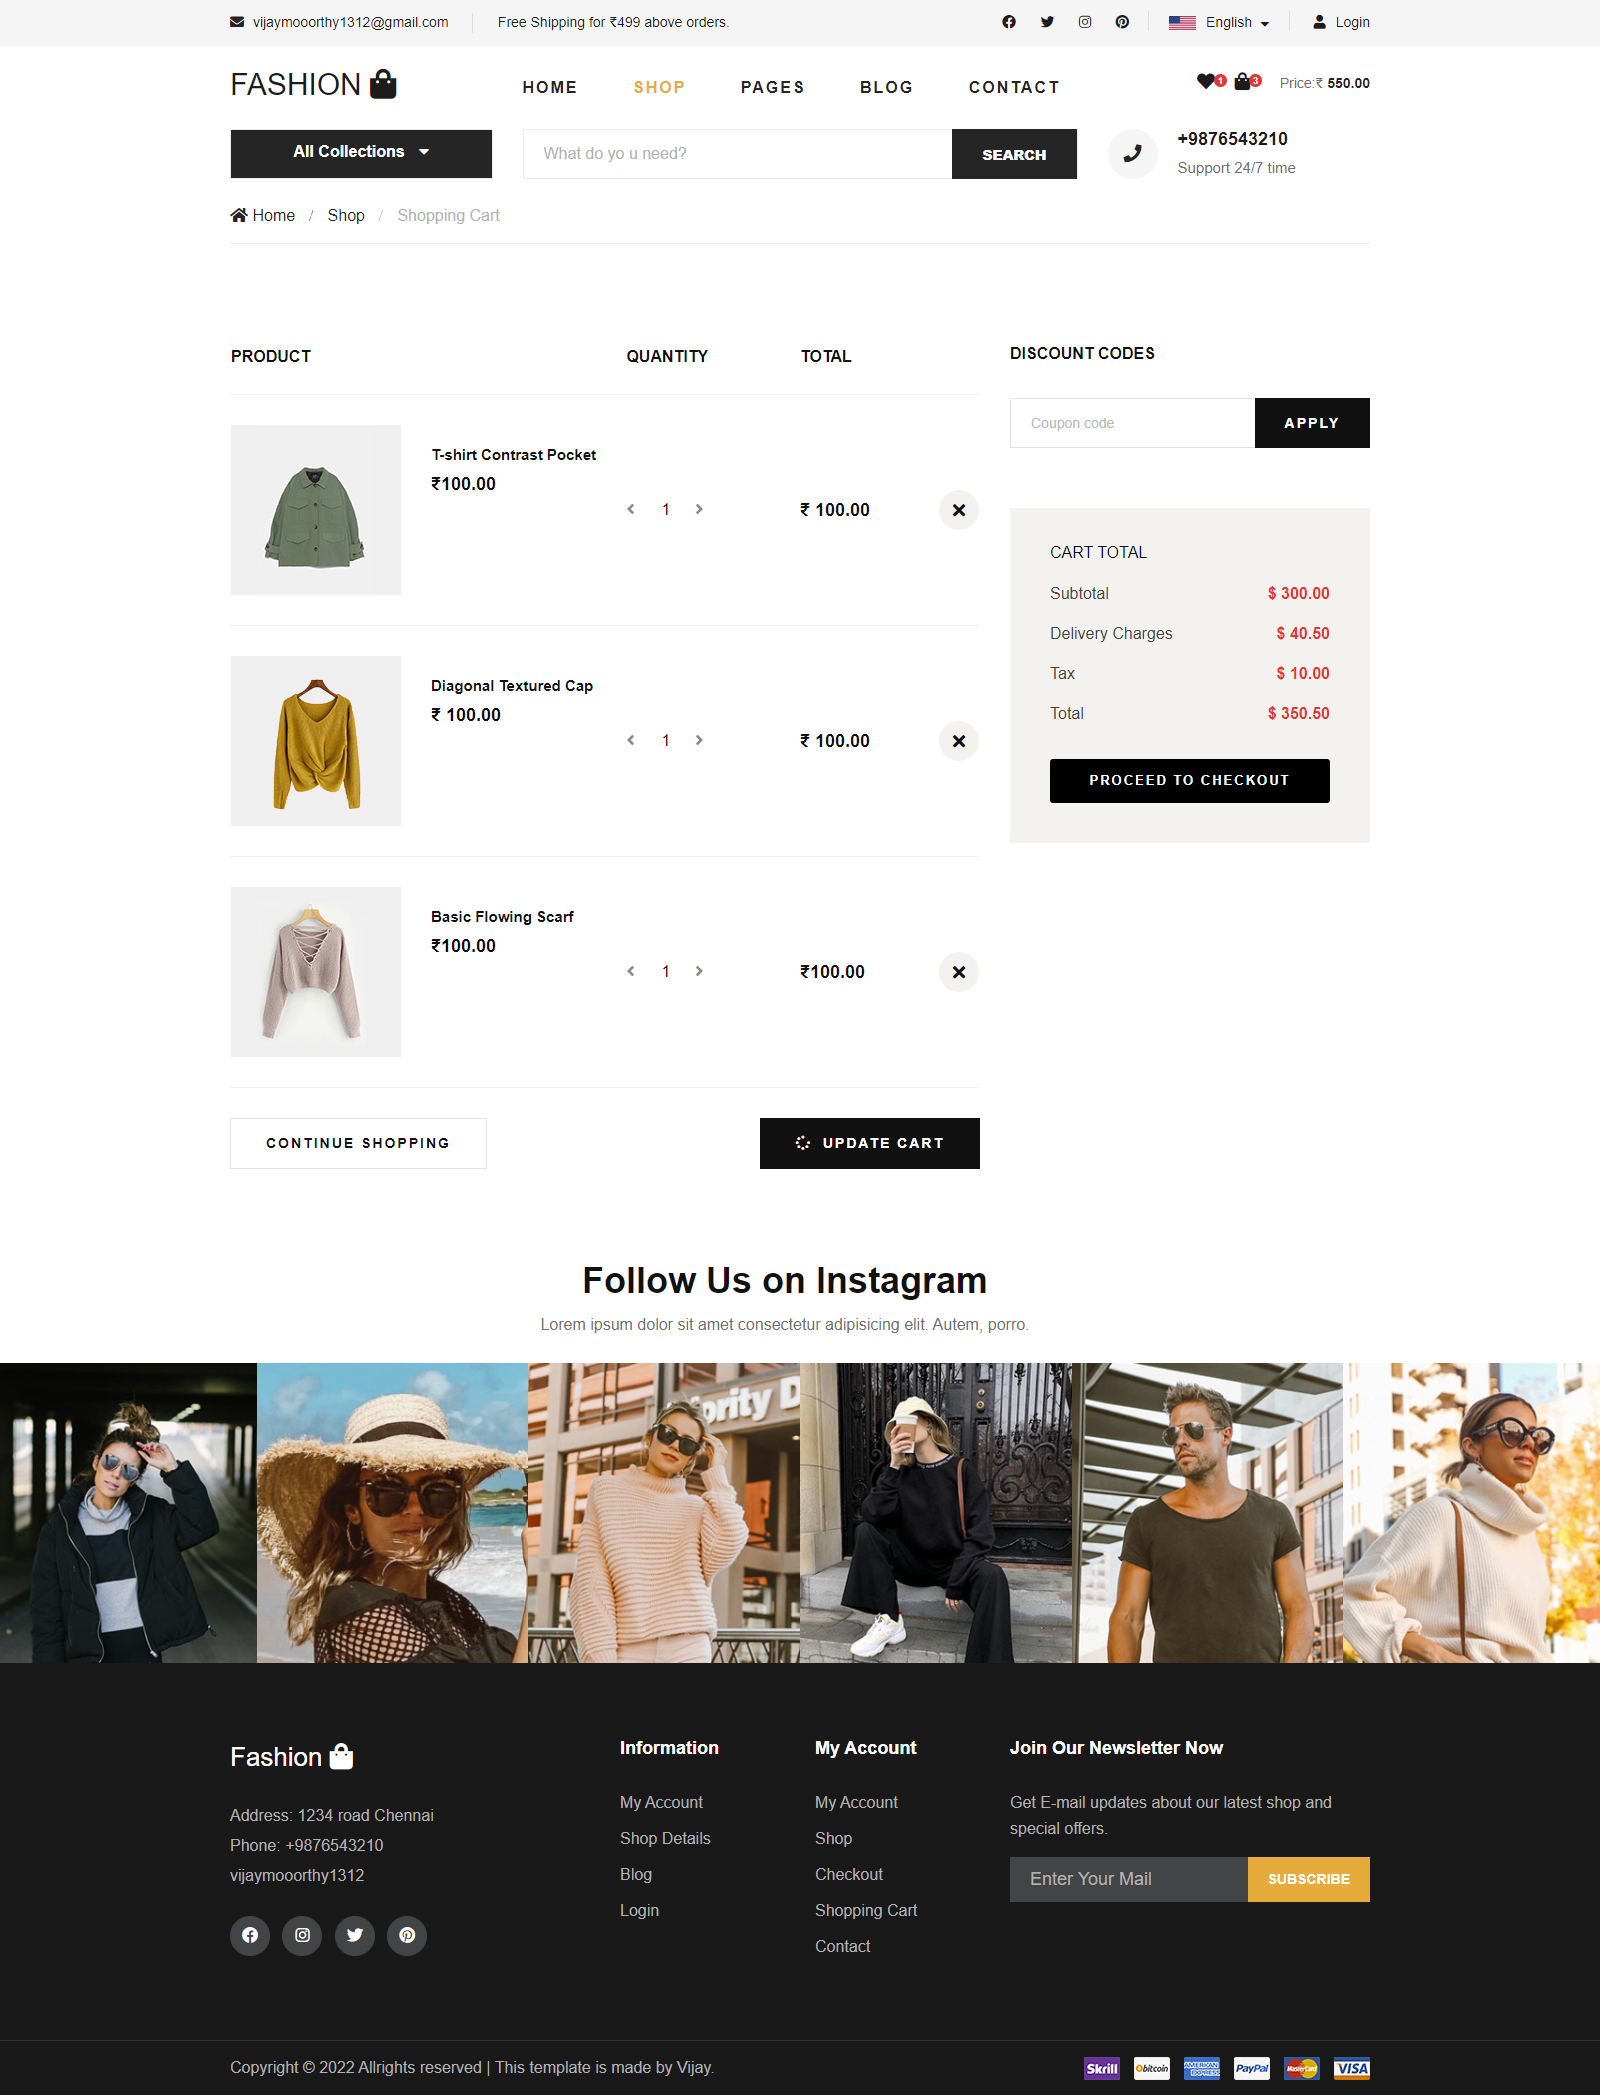 vijaymooorthy1312@gmail.com
Free Shipping for ₹499 above orders.
English
Login
FASHION
HOME
SHOP
PAGES
BLOG
CONTACT
1
3
Price:₹ 550.00
All Collections
What do yo u need?
SEARCH
+9876543210
Support 24/7 time
Home / Shop / Shopping Cart
PRODUCT
QUANTITY
TOTAL
T-shirt Contrast Pocket
₹100.00
1
₹ 100.00
Diagonal Textured Cap
₹ 100.00
1
₹ 100.00
Basic Flowing Scarf
₹100.00
1
₹100.00
CONTINUE SHOPPING
UPDATE CART
DISCOUNT CODES
Coupon code
APPLY
CART TOTAL
Subtotal $ 300.00
Delivery Charges $ 40.50
Tax $ 10.00
Total $ 350.50
PROCEED TO CHECKOUT
Follow Us on Instagram
Lorem ipsum dolor sit amet consectetur adipisicing elit. Autem, porro.
Fashion
Address: 1234 road Chennai
Phone: +9876543210
vijaymooorthy1312
Information
My Account
Shop Details
Blog
Login
My Account
My Account
Shop
Checkout
Shopping Cart
Contact
Join Our Newsletter Now
Get E-mail updates about our latest shop and
special offers.
Enter Your Mail
SUBSCRIBE
Copyright © 2022 Allrights reserved | This template is made by Vijay.
Skrill
bitcoin
AMERICAN
EXPRESS
PayPal
MasterCard
VISA